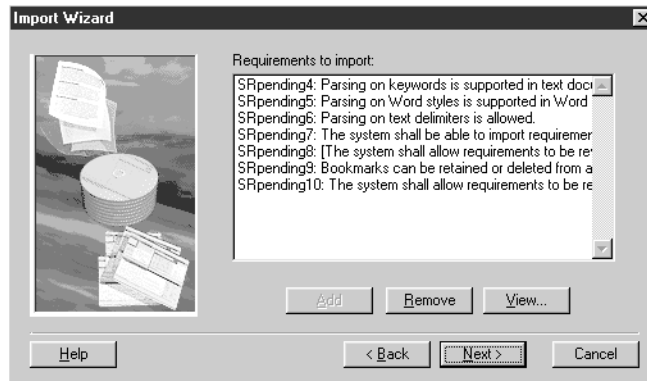 Import Wizard
Requirements to import:
SRpending4: Parsing on keywords is supported in text docu
SRpending5: Parsing on Word styles is supported in Word
SRpending6: Parsing on text delimiters is allowed.
SRpending7: The system shall be able to import requiremer
SRpending8: [The system shall allow requirements to be re
SRpending9: Bookmarks can be retained or deleted from a
SRpending10: The system shall allow requirements to be re
Add
Remove
View...
Help
< Back
Next >
Cancel